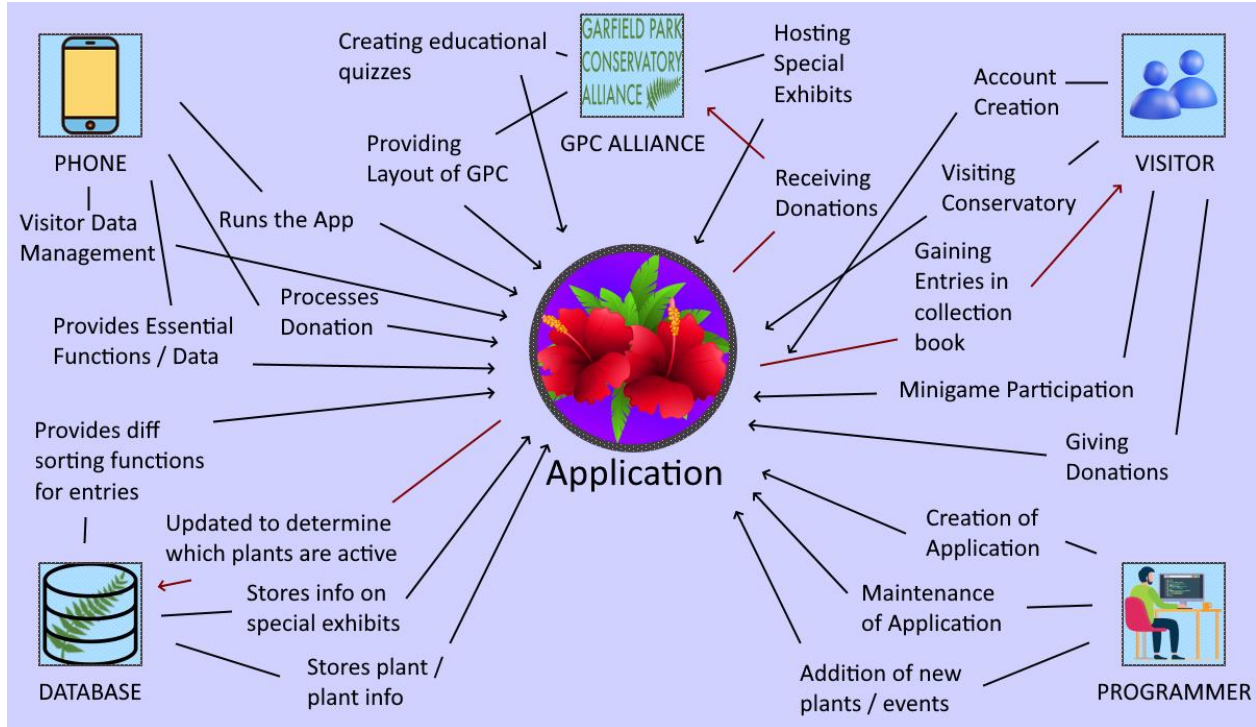 Creating educational
quizzes
GARFIELD PARK
CONSERVATORY
ALLIANCE
GPC ALLIANCE
Hosting
Special
Exhibits
Account
Creation
VISITOR
PHONE
Providing
Layout of GPC
Receiving
Donations
Visiting
Conservatory
Visitor Data
Management
Runs the App
Gaining
Entries in
collection
book
Processes
Donation
Provides Essential
Functions / Data
Minigame Participation
Provides diff
sorting functions
for entries
Application
Giving
Donations
Updated to determine
which plants are active
Creation of
Application
Stores info on
special exhibits
Maintenance
of Application
Stores plant /
plant info
Addition of new
plants / events
DATABASE
PROGRAMMER